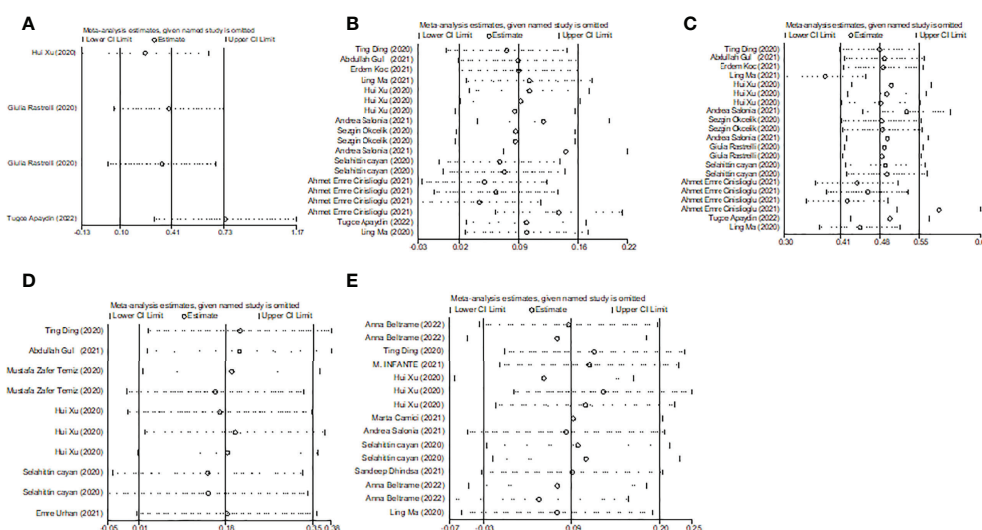 A
Meta-analysis estimates, given named study is omitted
Lower CI Limit Estimate Upper CI Limit
Hui Xu (2020)
Giulia Rastrelli (2020)
Giulia Rastrelli (2020)
Tugce Apaydin (2022)
-0.13 0.10 0.41 0.73 1.17
B
Meta-analysis estimates, given named study is omitted
Lower CI Limit Estimate Upper CI Limit
Ting Ding (2020)
Abdullah Gul (2021)
Erdem Koc (2021)
Ling Ma (2021)
Hui Xu (2020)
Hui Xu (2020)
Hui Xu (2020)
Andrea Salonia (2021)
Sezgin Okcelik (2020)
Sezgin Okcelik (2020)
Andrea Salonia (2021)
Selahittin cayan (2020)
Selahittin cayan (2020)
Ahmet Emre Cinislioglu (2021)
Ahmet Emre Cinislioglu (2021)
Ahmet Emre Cinislioglu (2021)
Ahmet Emre Cinislioglu (2021)
Tugce Apaydin (2022)
Ling Ma (2020)
-0.03 0.02 0.09 0.16 0.22
C
Meta-analysis estimates, given named study is omitted
Lower CI Limit Estimate Upper CI Limit
Ting Ding (2020)
Abdullah Gul (2021)
Erdem Koc (2021)
Ling Ma (2021)
Hui Xu (2020)
Hui Xu (2020)
Hui Xu (2020)
Andrea Salonia (2021)
Sezgin Okcelik (2020)
Sezgin Okcelik (2020)
Andrea Salonia (2021)
Giulia Rastrelli (2020)
Giulia Rastrelli (2020)
Selahittin cayan (2020)
Selahittin cayan (2020)
Ahmet Emre Cinislioglu (2021)
Ahmet Emre Cinislioglu (2021)
Ahmet Emre Cinislioglu (2021)
Ahmet Emre Cinislioglu (2021)
Tugce Apaydin (2022)
Ling Ma (2020)
0.30 0.41 0.48 0.55
D
Meta-analysis estimates, given named study is omitted
Lower CI Limit Estimate Upper CI Limit
Ting Ding (2020)
Abdullah Gul (2021)
Mustafa Zafer Temiz (2020)
Mustafa Zafer Temiz (2020)
Hui Xu (2020)
Hui Xu (2020)
Hui Xu (2020)
Selahittin cayan (2020)
Selahittin cayan (2020)
Emre Urhan (2021)
-0.05 0.01 0.18 0.35 0.38
E
Meta-analysis estimates, given named study is omitted
Lower CI Limit Estimate Upper CI Limit
Anna Beltrame (2022)
Anna Beltrame (2022)
Ting Ding (2020)
M. INFANTE (2021)
Hui Xu (2020)
Hui Xu (2020)
Hui Xu (2020)
Marta Camici (2021)
Andrea Salonia (2021)
Selahittin cayan (2020)
Selahittin cayan (2020)
Sandeep Dhindsa (2021)
Anna Beltrame (2022)
Anna Beltrame (2022)
Ling Ma (2020)
-0.07 -0.03 0.09 0.20 0.25